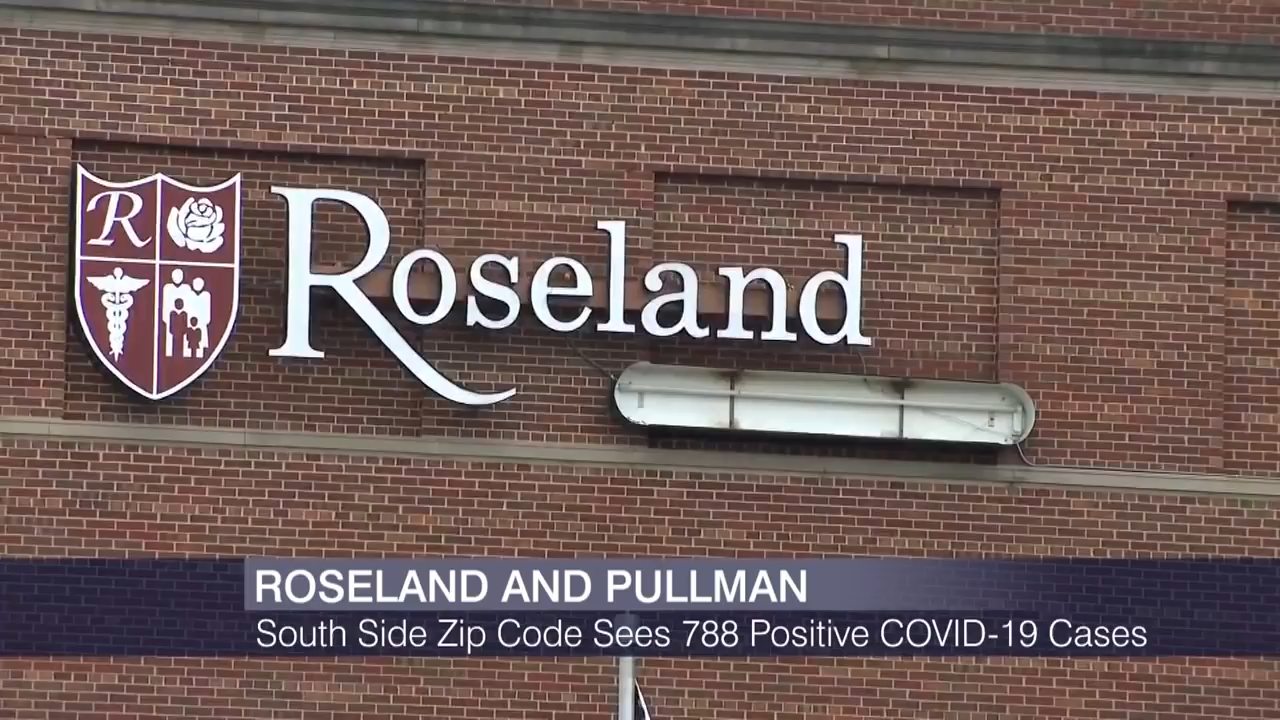 R
Roseland
ROSELAND AND PULLMAN
South Side Zip Code Sees 788 Positive COVID-19 Cases